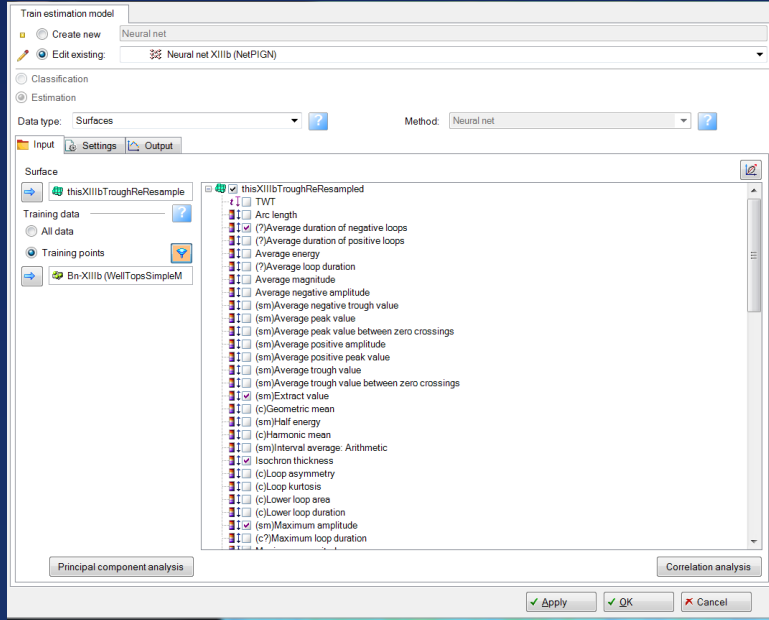 Train estimation model
Create new Neural net
Edit existing: Neural net XIIIb (NetPIGN)
Classification
Estimation
Data type: Surfaces ? Method: Neural net ?
Input Settings Output
Surface
thisXIIIbTroughReResample
Training data ?
All data
Training points
Bn-XIIIb (WellTopsSimpleM
thisXIIIbTroughReResampled
TWT
Arc length
(?)Average duration of negative loops
(?)Average duration of positive loops
Average energy
(?)Average loop duration
Average magnitude
Average negative amplitude
(sm)Average negative trough value
(sm)Average peak value
(sm)Average peak value between zero crossings
(sm)Average positive amplitude
(sm)Average positive peak value
(sm)Average trough value
(sm)Average trough value between zero crossings
(sm)Extract value
(c)Geometric mean
(sm)Half energy
(c)Harmonic mean
(sm)Interval average: Arithmetic
Isochron thickness
(c)Loop asymmetry
(c)Loop kurtosis
(c)Lower loop area
(c)Lower loop duration
(sm)Maximum amplitude
(c?)Maximum loop duration
Principal component analysis Correlation analysis
Apply OK Cancel